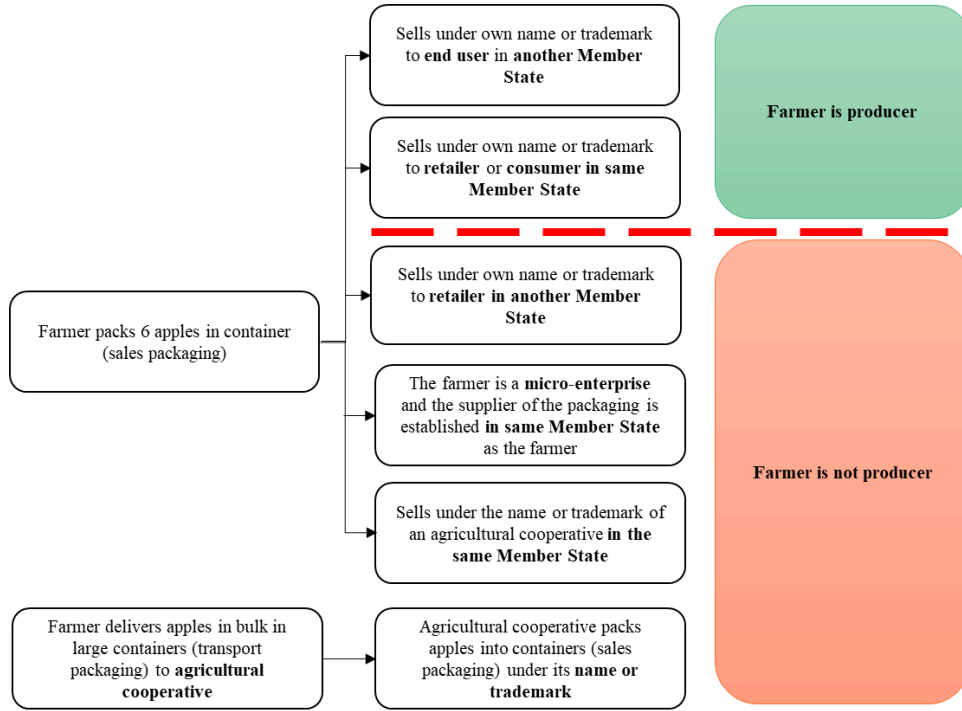 Sells under own name or trademark
to end user in another Member
State
Farmer is producer
Sells under own name or trademark
to retailer or consumer in same
Member State
Sells under own name or trademark
to retailer in another Member
State
Farmer packs 6 apples in container
(sales packaging)
The farmer is a micro-enterprise
and the supplier of the packaging is
established in same Member State
as the farmer
Farmer is not producer
Sells under the name or trademark of
an agricultural cooperative in the
same Member State
Farmer delivers apples in bulk in
large containers (transport
packaging) to agricultural
cooperative
Agricultural cooperative packs
apples into containers (sales
packaging) under its name or
trademark